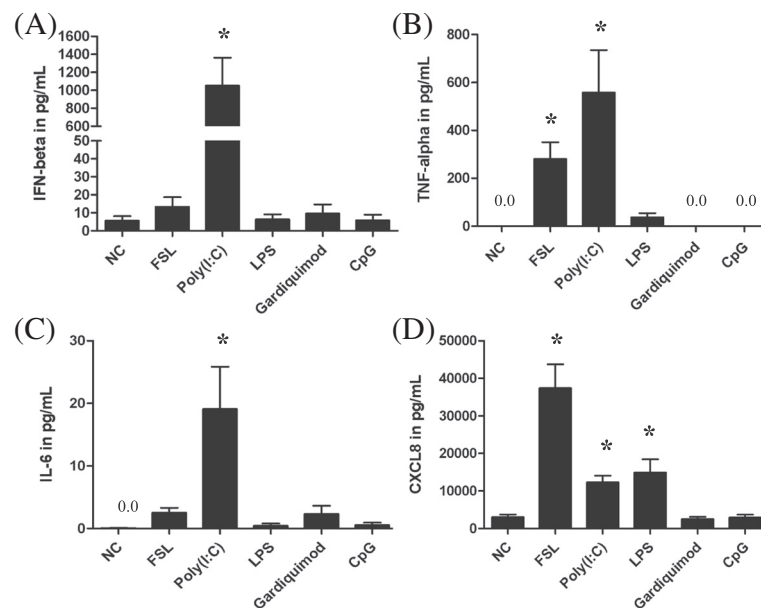 (A)
IFN-beta in pg/mL
1600
1400
1200
1000
800
600
50
40
30
20
10
0
*
NC
FSL
Poly(I:C)
LPS
Gardiquimod
CpG
(B)
TNF-alpha in pg/mL
800
600
400
200
0
0.0
*
*
0.0
0.0
NC
FSL
Poly(I:C)
LPS
Gardiquimod
CpG
(C)
IL-6 in pg/mL
30
20
10
0
0.0
*
NC
FSL
Poly(I:C)
LPS
Gardiquimod
CpG
(D)
CXCL8 in pg/mL
50000
40000
30000
20000
10000
0
*
*
*
NC
FSL
Poly(I:C)
LPS
Gardiquimod
CpG